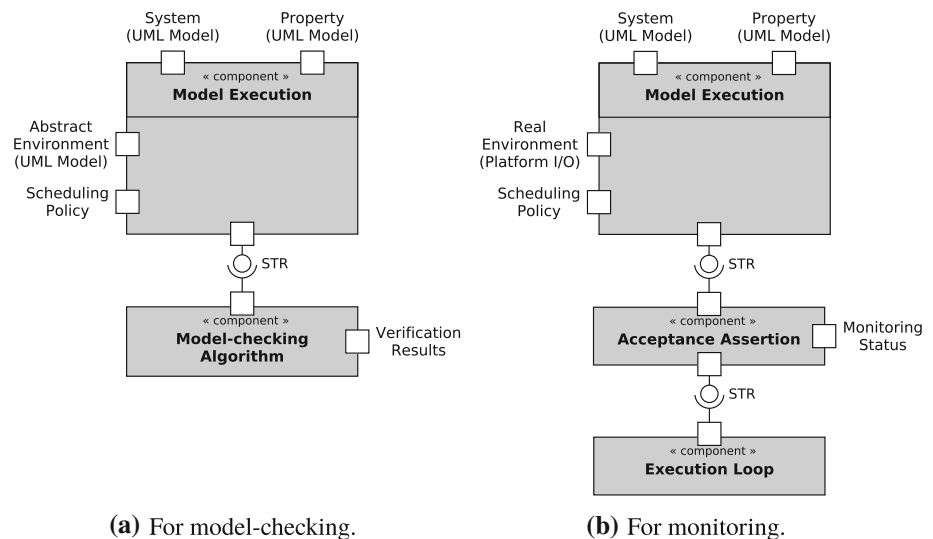 System
(UML Model)
Property
(UML Model)
« component »
Model Execution
Abstract
Environment
(UML Model)
Scheduling
Policy
STR
« component »
Model-checking
Algorithm
Verification
Results
(a) For model-checking.
System
(UML Model)
Property
(UML Model)
« component »
Model Execution
Real
Environment
(Platform I/O)
Scheduling
Policy
STR
« component »
Acceptance Assertion
Monitoring
Status
STR
« component »
Execution Loop
(b) For monitoring.